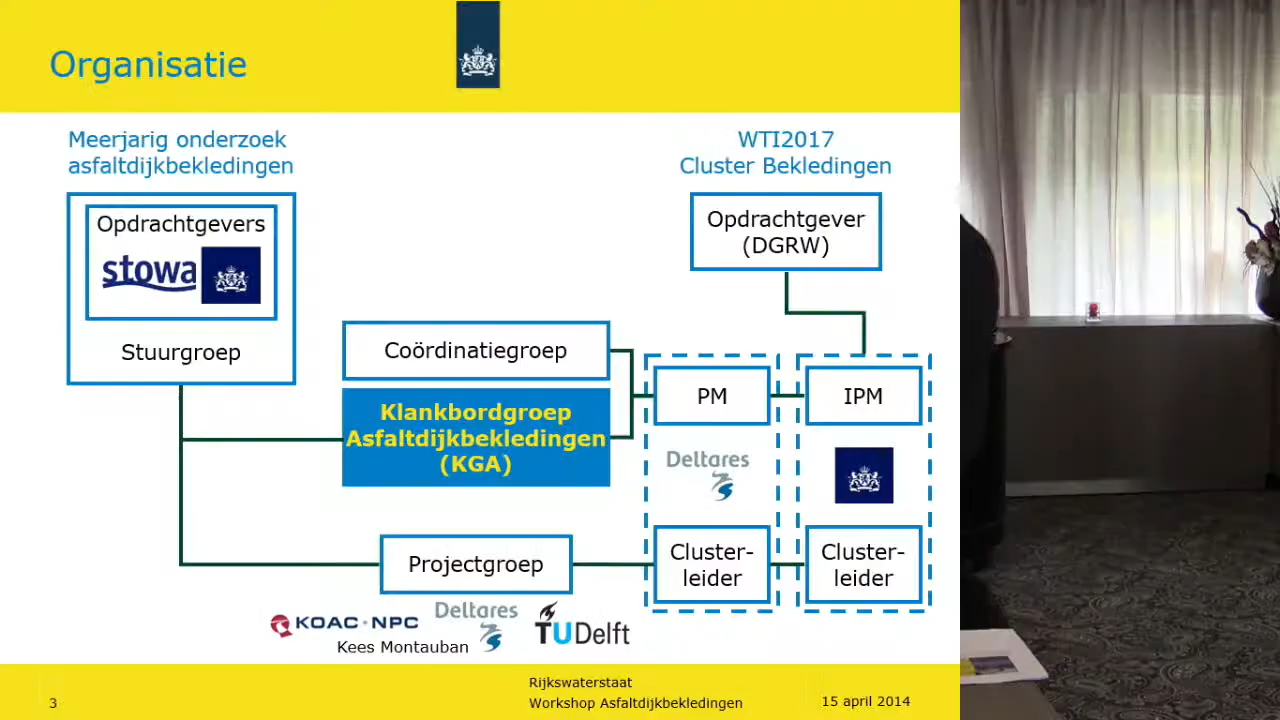 Organisatie
Meerjarig onderzoek
asfaltdijkbekledingen
WTI2017
Cluster Bekledingen
Opdrachtgevers
stowa
Stuurgroep
Opdrachtgever
(DGRW)
Coördinatiegroep
Klankbordgroep
Asfaltdijkbekledingen
(KGA)
PM
IPM
Deltares
Projectgroep
Cluster-
leider
Cluster-
leider
KOAC·NPC
Deltares
TUDelft
Kees Montauban
3
Rijkswaterstaat
Workshop Asfaltdijkbekledingen
15 april 2014